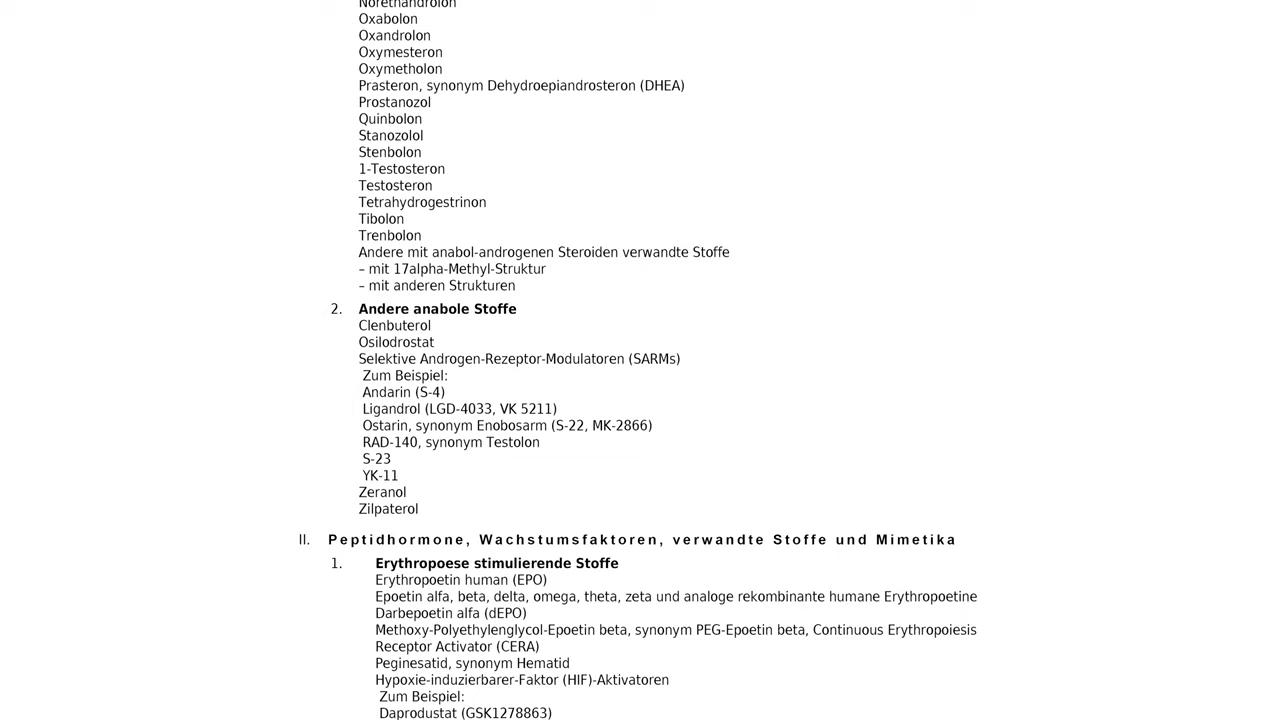 Norethandrolon
Oxabolon
Oxandrolon
Oxymesteron
Oxymetholon
Prasteron, synonym Dehydroepiandrosteron (DHEA)
Prostanozol
Quinbolon
Stanozolol
Stenbolon
1-Testosteron
Testosteron
Tetrahydrogestrinon
Tibolon
Trenbolon
Andere mit anabol-androgenen Steroiden verwandte Stoffe
– mit 17alpha-Methyl-Struktur
– mit anderen Strukturen
2. Andere anabole Stoffe
Clenbuterol
Osilodrostat
Selektive Androgen-Rezeptor-Modulatoren (SARMs)
Zum Beispiel:
Andarin (S-4)
Ligandrol (LGD-4033, VK 5211)
Ostarin, synonym Enobosarm (S-22, MK-2866)
RAD-140, synonym Testolon
S-23
YK-11
Zeranol
Zilpaterol
II. Peptidhormone, Wachstumsfaktoren, verwandte Stoffe und Mimetika
1. Erythropoese stimulierende Stoffe
Erythropoetin human (EPO)
Epoetin alfa, beta, delta, omega, theta, zeta und analoge rekombinante humane Erythropoetine
Darbepoetin alfa (dEPO)
Methoxy-Polyethylenglycol-Epoetin beta, synonym PEG-Epoetin beta, Continuous Erythropoiesis
Receptor Activator (CERA)
Peginesatid, synonym Hematid
Hypoxie-induzierbarer-Faktor (HIF)-Aktivatoren
Zum Beispiel:
Daprodustat (GSK1278863)